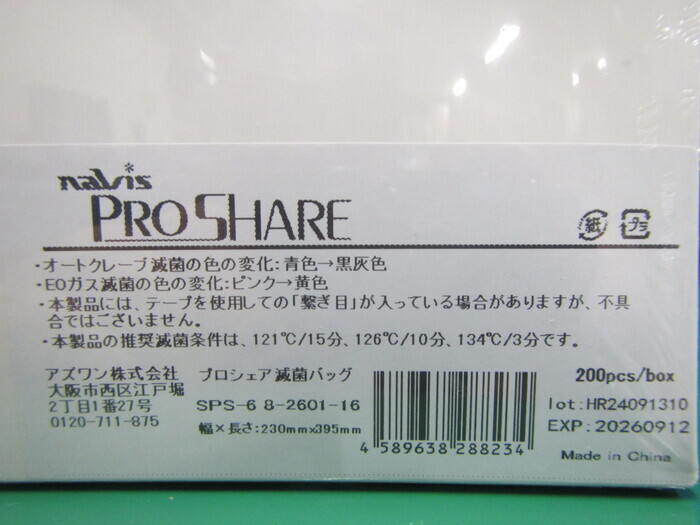 navis
PROSHARE
紙 プラ
・オートクレーブ滅菌の色の変化:青色→黒灰色
・EOガス滅菌の色の変化:ピンク→黄色
・本製品には、テープを使用しての「繋ぎ目」が入っている場合がありますが、不具
合ではございません。
・本製品の推奨滅菌条件は、121℃/15分、126℃/10分、134℃/3分です。
アズワン株式会社 プロシェア滅菌バッグ 200pcs/box
大阪市西区江戸堀
2丁目1番27号 SPS-6 8-2601-16 lot:HR24091310
0120-711-875 幅×長さ:230mmx395mm EXP:20260912
4 589638 288234 Made in China